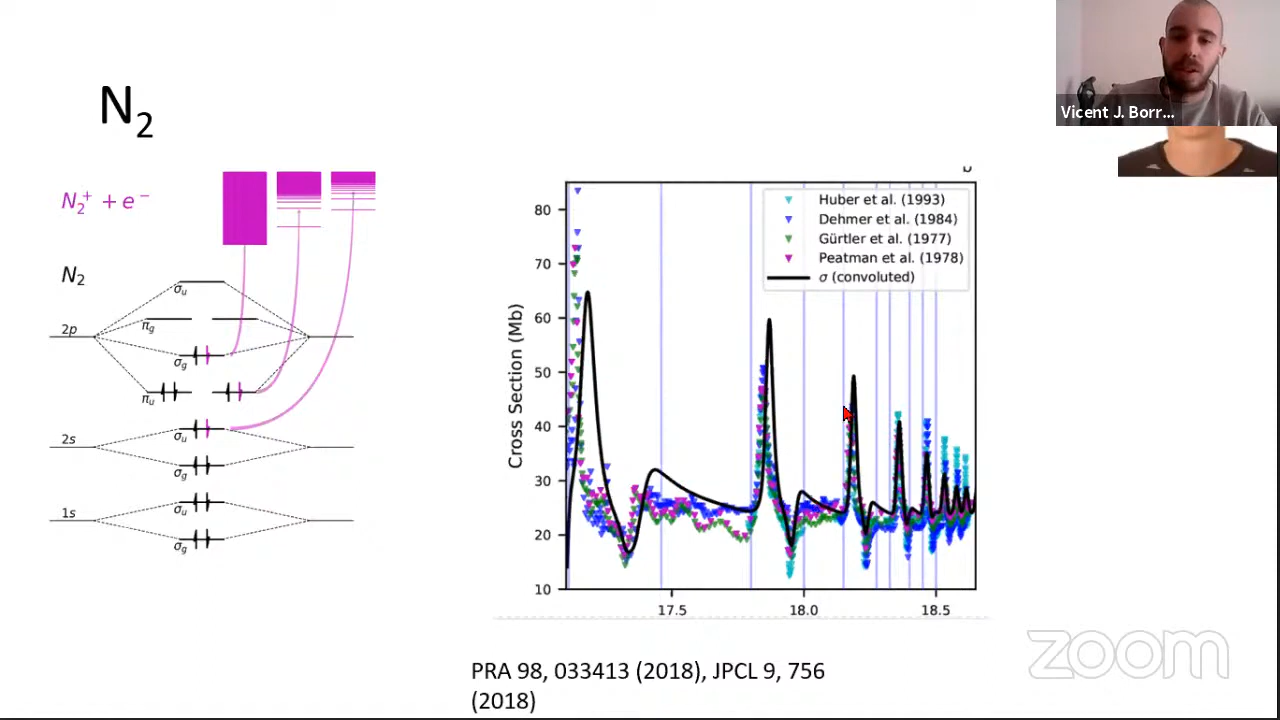 N2
N2+ + e−
N2
σu
πg
2p
σg
πu
σu
2s
σg
σu
1s
σg
Huber et al. (1993)
Dehmer et al. (1984)
Gürtler et al. (1977)
Peatman et al. (1978)
σ (convoluted)
Cross Section (Mb)
80
70
60
50
40
30
20
10
17.5 18.0 18.5
PRA 98, 033413 (2018), JPCL 9, 756
(2018)
Vicent J. Borr...
zoom